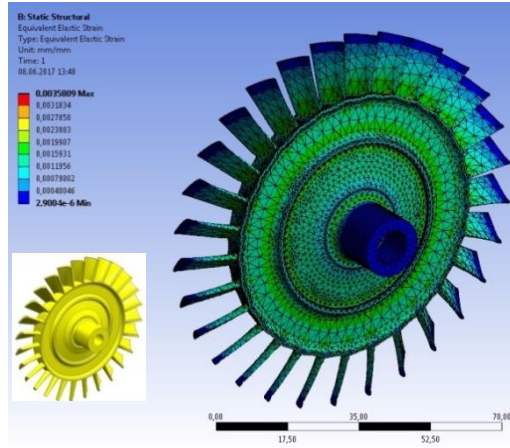 B: Static Structural
Equivalent Elastic Strain
Type: Equivalent Elastic Strain
Unit: mm/mm
Time: 1
08.06.2017 13:48
0,0035809 Max
0,0031834
0,0027858
0,0023883
0,0019907
0,0015931
0,0011956
0,00079802
0,00040046
2,9004e-6 Min
0,00
35,00
70,00
17,50
52,50